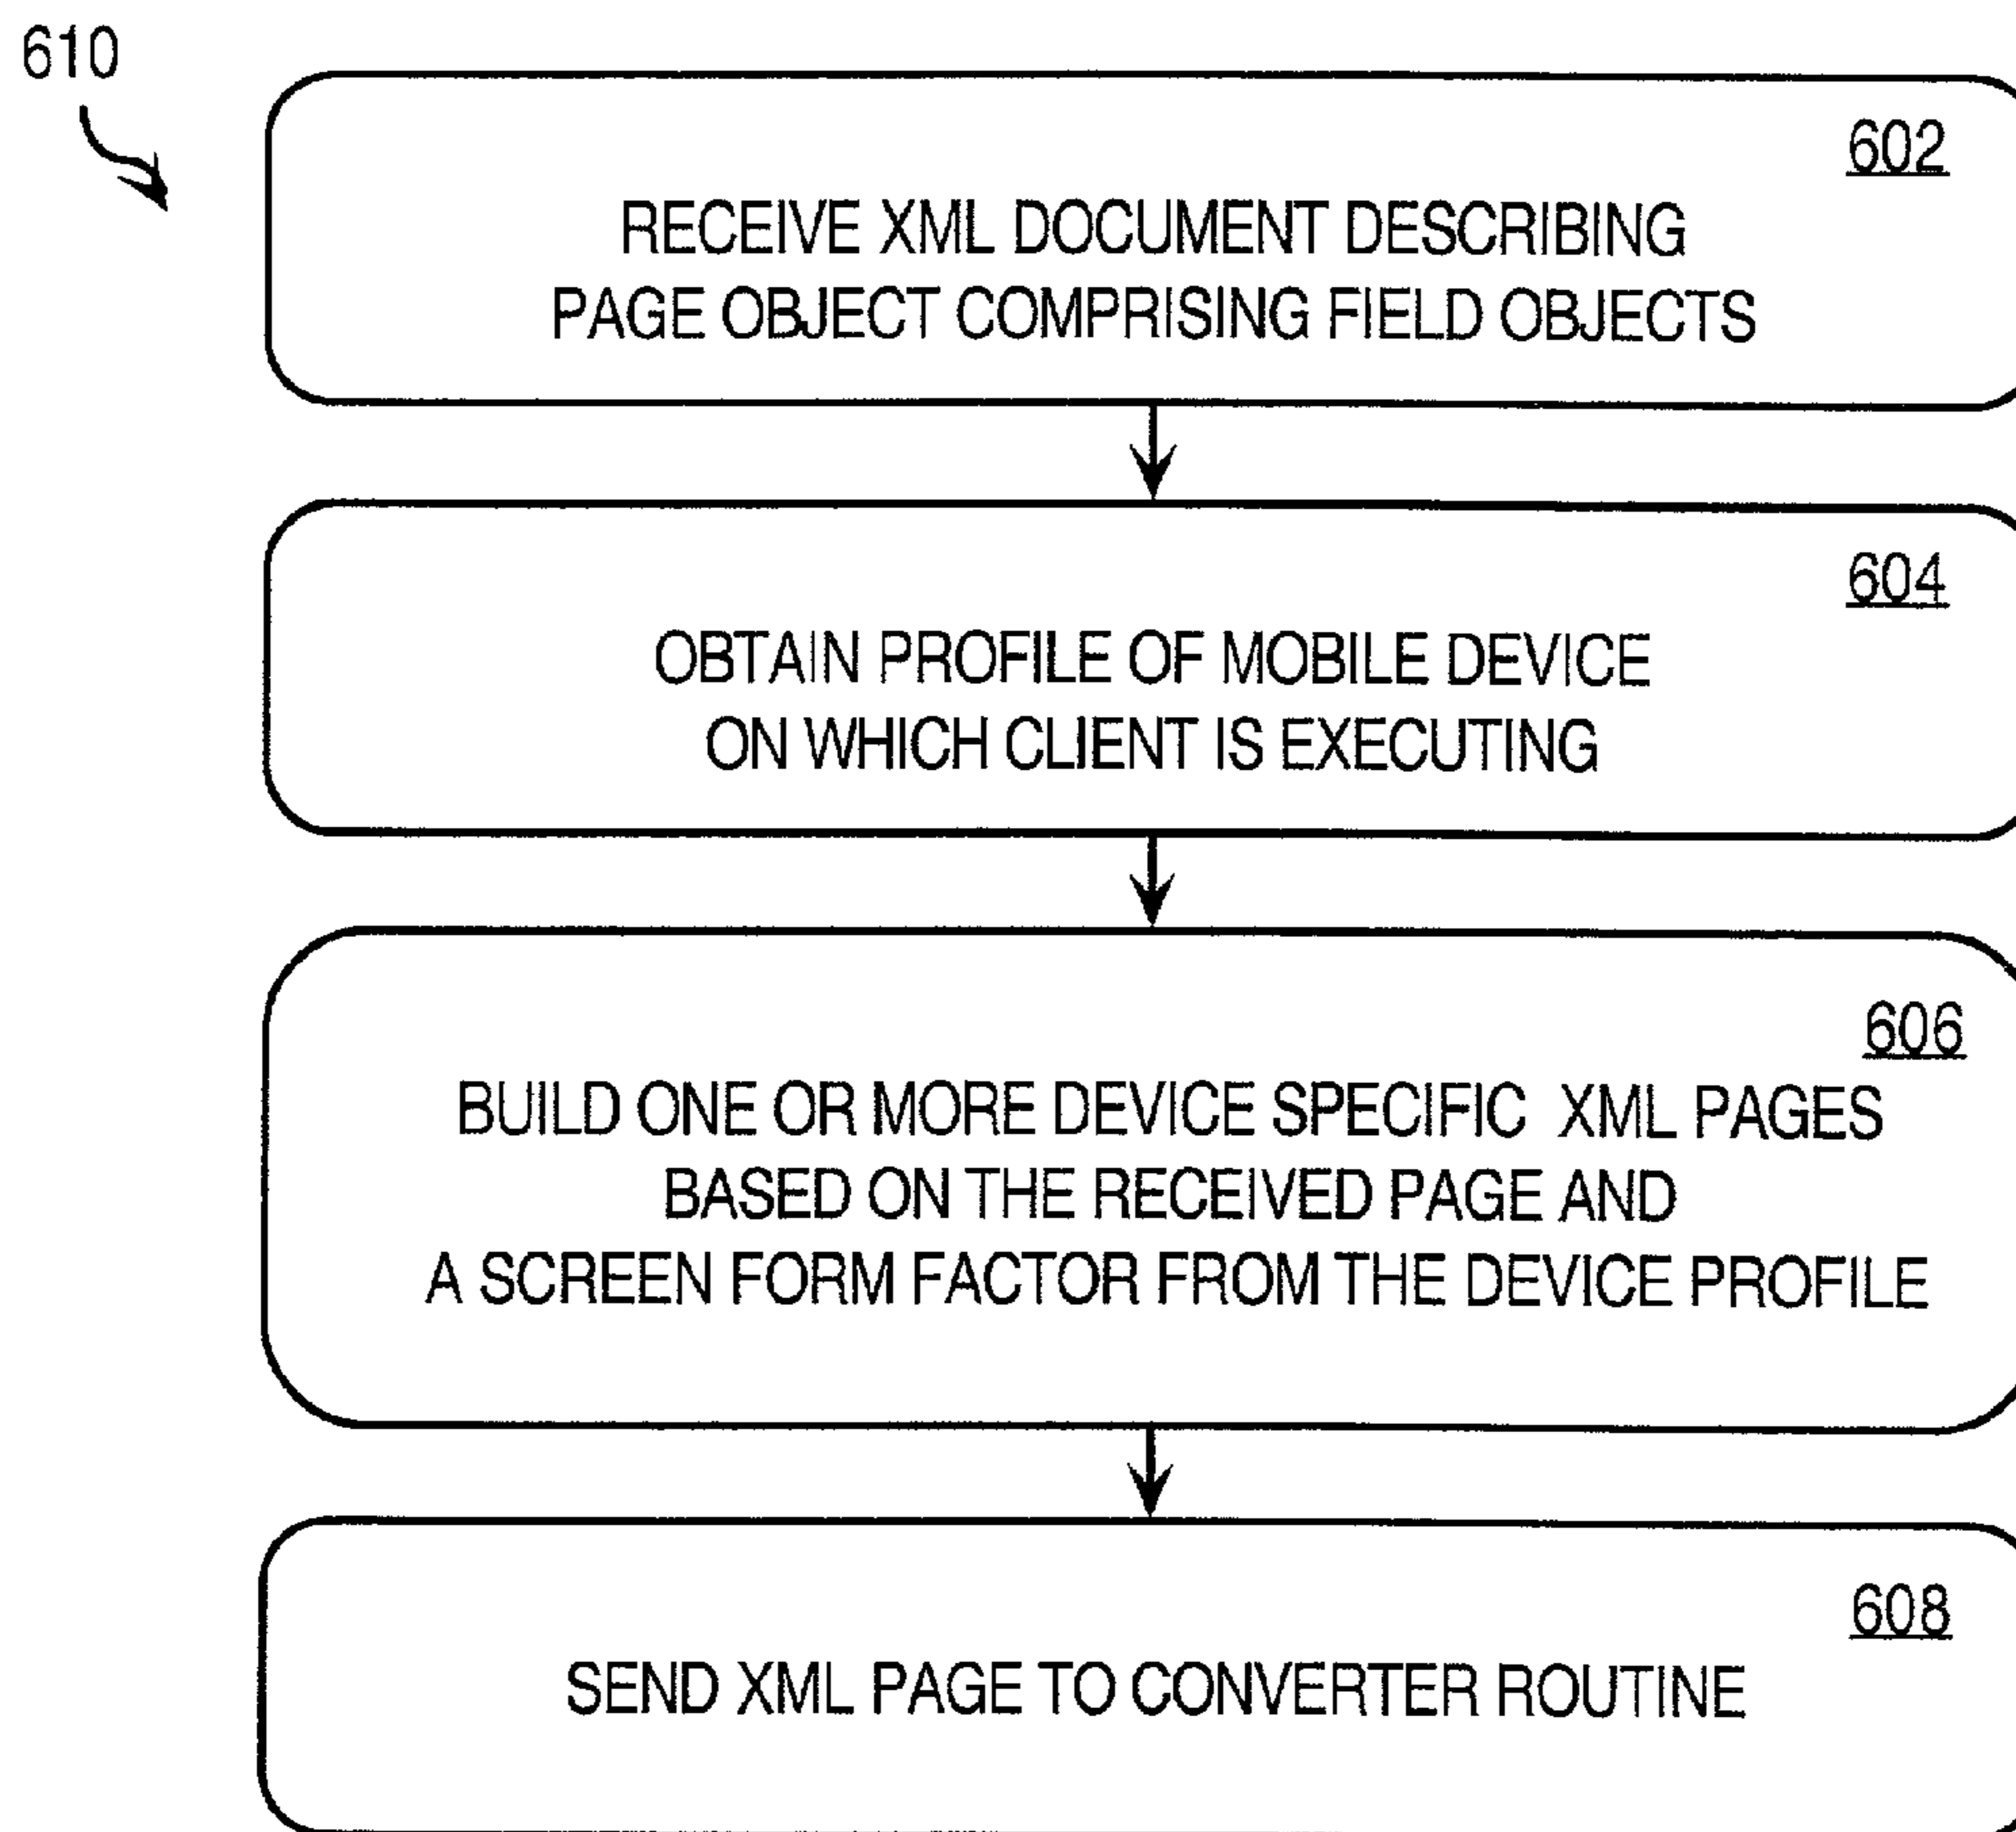 610
602
RECEIVE XML DOCUMENT DESCRIBING
PAGE OBJECT COMPRISING FIELD OBJECTS
604
OBTAIN PROFILE OF MOBILE DEVICE
ON WHICH CLIENT IS EXECUTING
606
BUILD ONE OR MORE DEVICE SPECIFIC XML PAGES
BASED ON THE RECEIVED PAGE AND
A SCREEN FORM FACTOR FROM THE DEVICE PROFILE
608
SEND XML PAGE TO CONVERTER ROUTINE